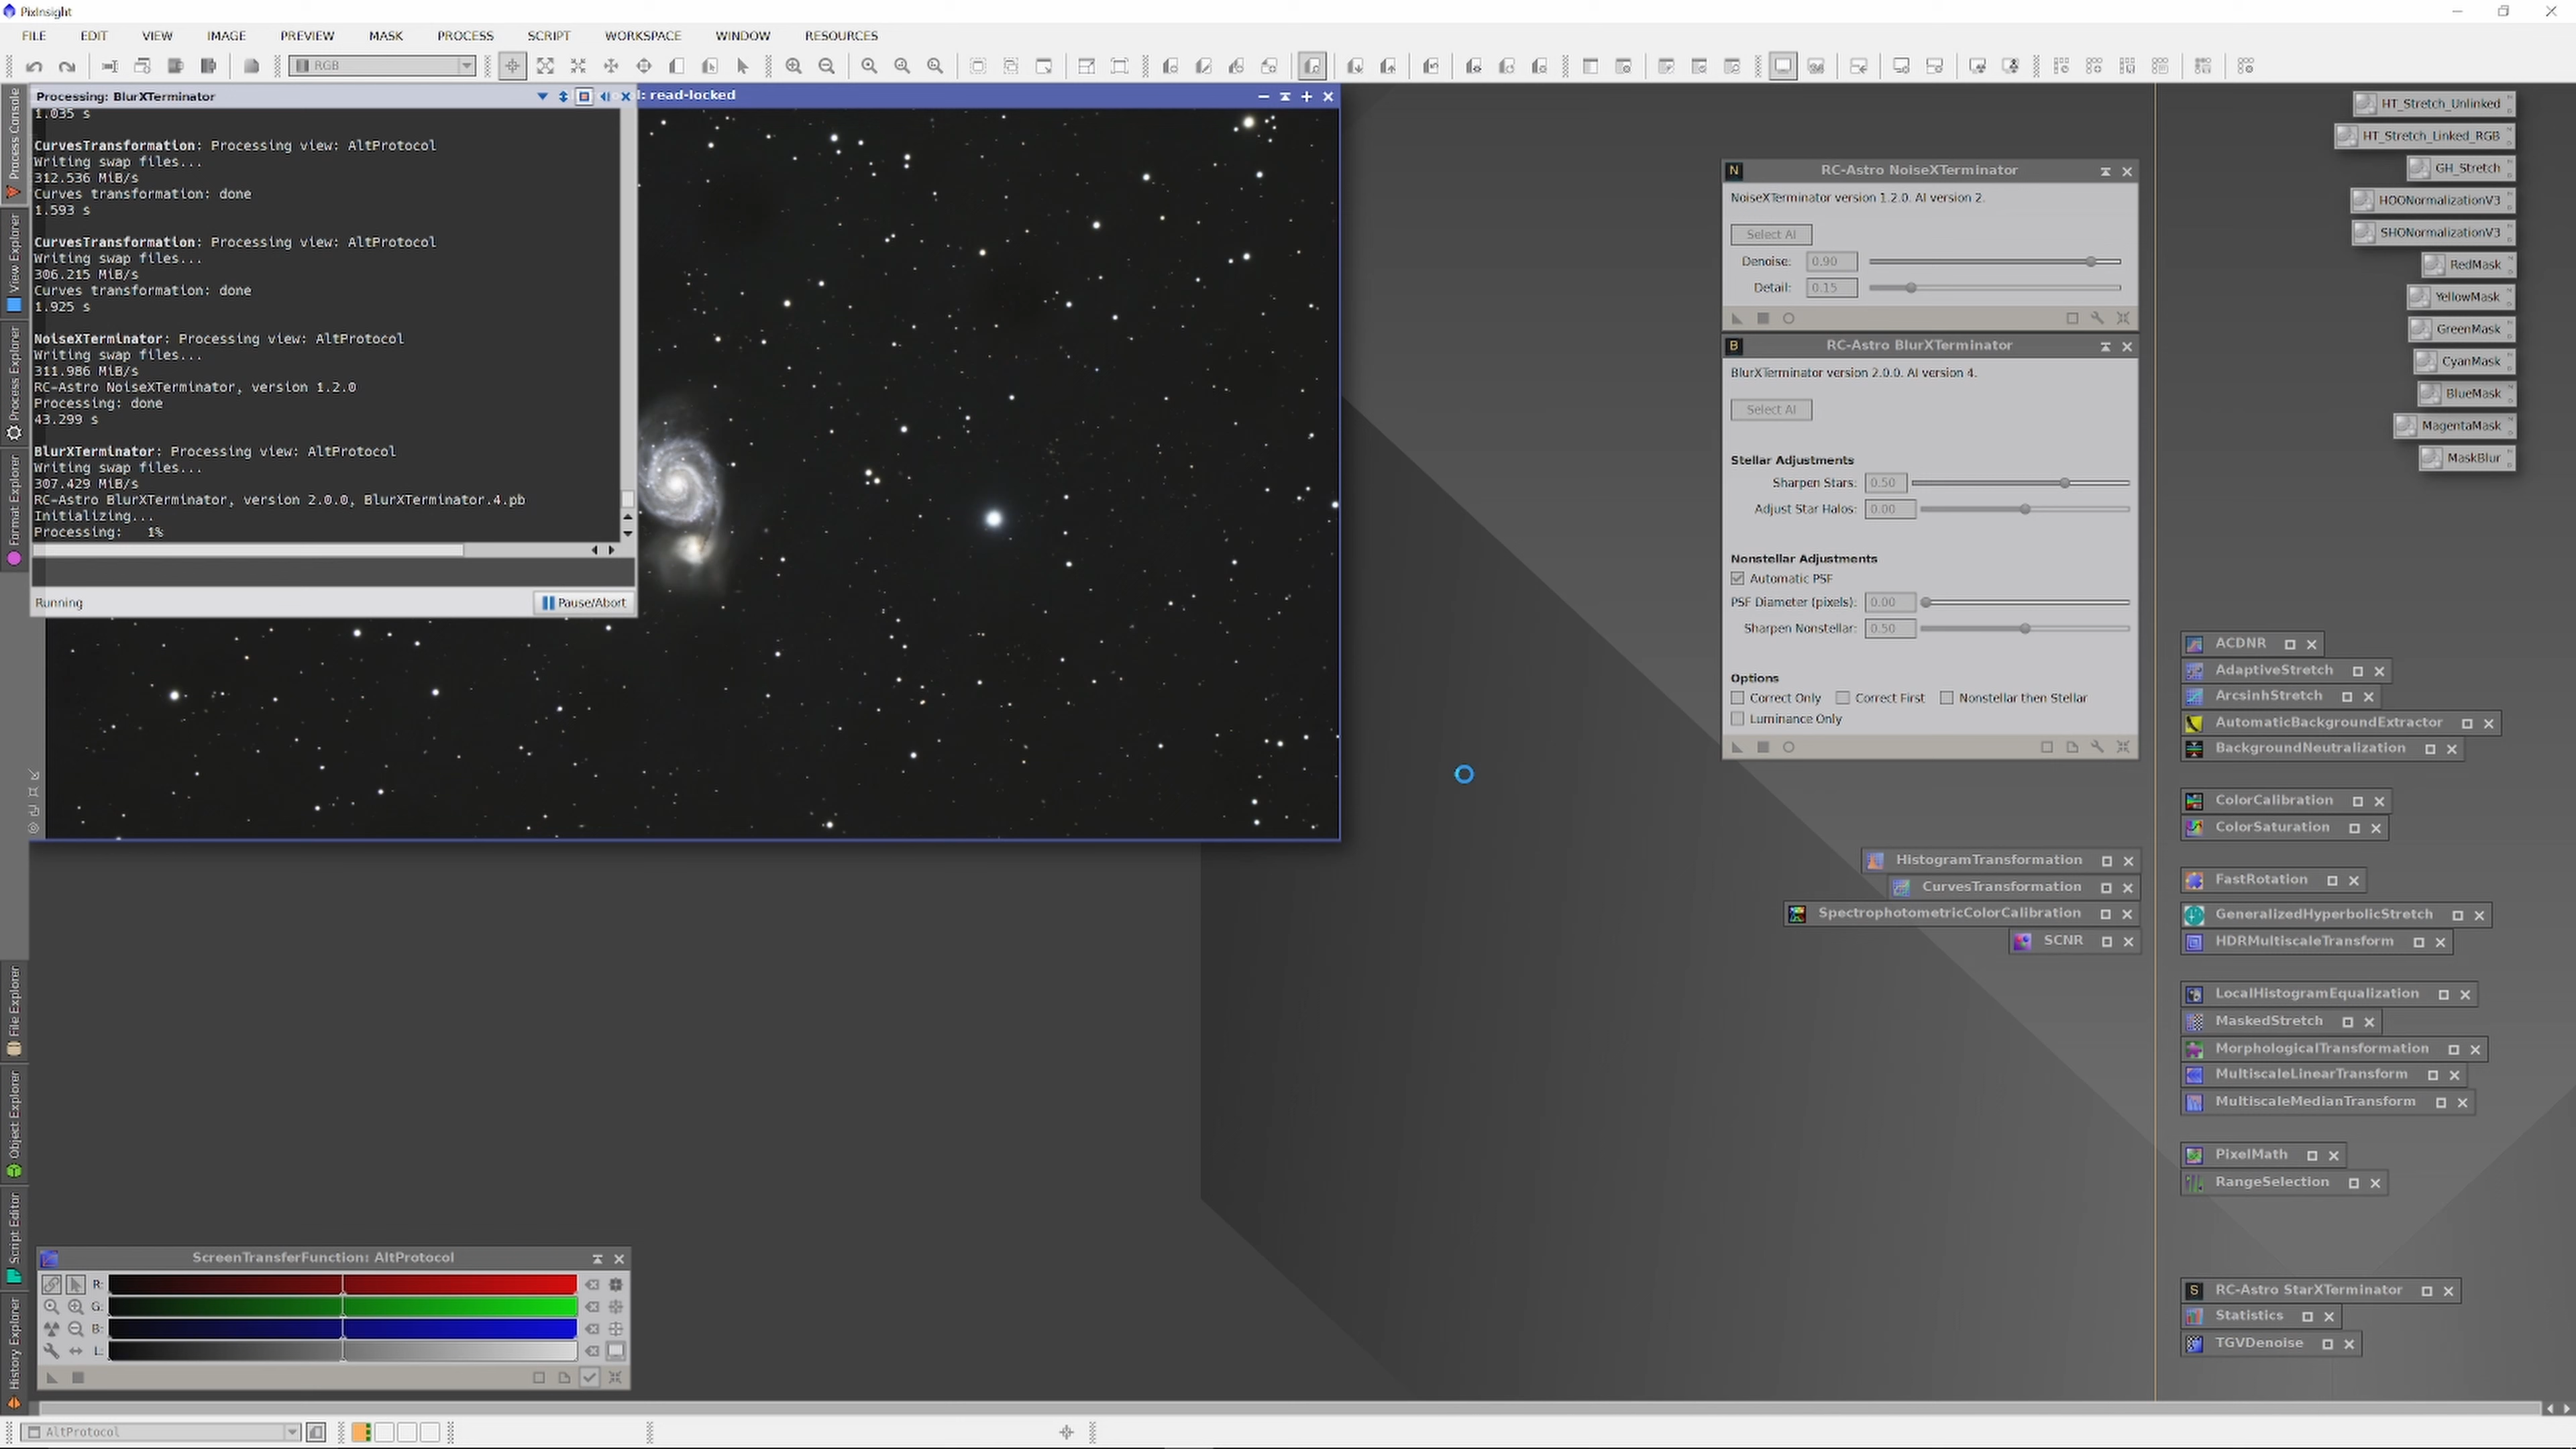 PixInsight
FILE EDIT VIEW IMAGE PREVIEW MASK PROCESS SCRIPT WORKSPACE WINDOW RESOURCES
RGB
Processing: BlurXTerminator
1.035 s
CurvesTransformation: Processing view: AltProtocol
Writing swap files...
312.536 MiB/s
Curves transformation: done
1.593 s
CurvesTransformation: Processing view: AltProtocol
Writing swap files...
306.215 MiB/s
Curves transformation: done
1.925 s
NoiseXTerminator: Processing view: AltProtocol
Writing swap files...
311.986 MiB/s
RC-Astro NoiseXTerminator, version 1.2.0
Processing: done
43.299 s
BlurXTerminator: Processing view: AltProtocol
Writing swap files...
307.429 MiB/s
RC-Astro BlurXTerminator, version 2.0.0, BlurXTerminator.4.pb
Initializing...
Processing: 1%
Running
Pause/Abort
: read-locked
Process Console
View Explorer
Process Explorer
Format Explorer
File Explorer
Object Explorer
Script Editor
History Explorer
RC-Astro NoiseXTerminator
NoiseXTerminator version 1.2.0. AI version 2.
Select AI
Denoise: 0.90
Detail: 0.15
RC-Astro BlurXTerminator
BlurXTerminator version 2.0.0. AI version 4.
Select AI
Stellar Adjustments
Sharpen Stars: 0.50
Adjust Star Halos: 0.00
Nonstellar Adjustments
Automatic PSF
PSF Diameter (pixels): 0.00
Sharpen Nonstellar: 0.50
Options
Correct Only Correct First Nonstellar then Stellar
Luminance Only
HistogramTransformation
CurvesTransformation
SpectrophotometricColorCalibration
SCNR
HT_Stretch_Unlinked
HT_Stretch_Linked_RGB
GH_Stretch
HOONormalizationV3
SHONormalizationV3
RedMask
YellowMask
GreenMask
CyanMask
BlueMask
MagentaMask
MaskBlur
ACDNR
AdaptiveStretch
ArcsinhStretch
AutomaticBackgroundExtractor
BackgroundNeutralization
ColorCalibration
ColorSaturation
FastRotation
GeneralizedHyperbolicStretch
HDRMultiscaleTransform
LocalHistogramEqualization
MaskedStretch
MorphologicalTransformation
MultiscaleLinearTransform
MultiscaleMedianTransform
PixelMath
RangeSelection
RC-Astro StarXTerminator
Statistics
TGVDenoise
ScreenTransferFunction: AltProtocol
R:
G:
B:
L:
AltProtocol